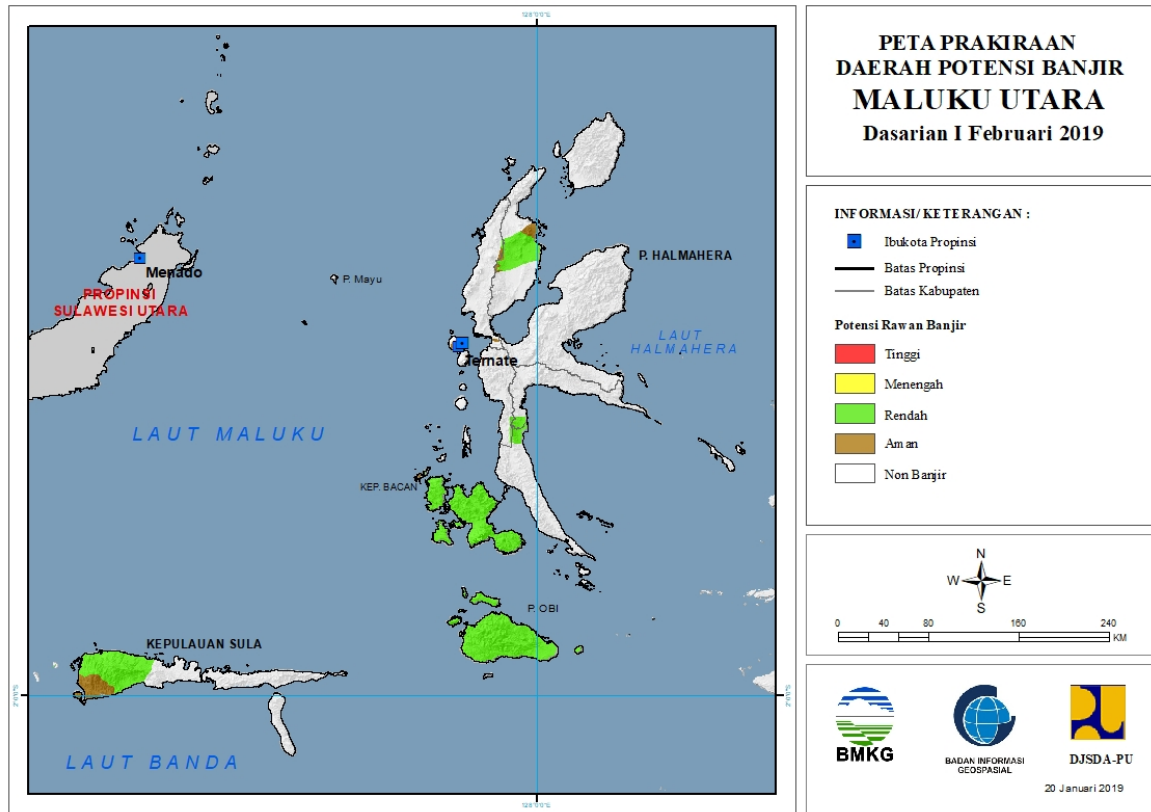 PETA PRAKIRAAN
DAERAH POTENSI BANJIR
MALUKU UTARA
Dasarian I Februari 2019
INFORMASI/ KETERANGAN :
Ibukota Propinsi
Batas Propinsi
Batas Kabupaten
Potensi Rawan Banjir
Tinggi
Menengah
Rendah
Aman
Non Banjir
N
W E
S
0 40 80 160 240
KM
BMKG
BADAN INFORMASI
GEOSPASIAL
DJSDA-PU
20 Januari 2019
Menado
PROPINSI
SULAWESI UTARA
P. Mayu
P. HALMAHERA
LAUT
HALMAHERA
Ternate
LAUT MALUKU
KEP. BACAN
P. OBI
KEPULAUAN SULA
LAUT BANDA